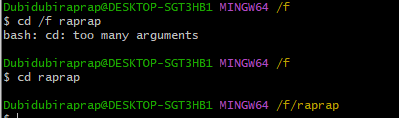 Dubidubiraprap@DESKTOP-SGT3HB1 MINGW64 /f
$ cd /f raprap
bash: cd: too many arguments
Dubidubiraprap@DESKTOP-SGT3HB1 MINGW64 /f
$ cd raprap
Dubidubiraprap@DESKTOP-SGT3HB1 MINGW64 /f/raprap
$